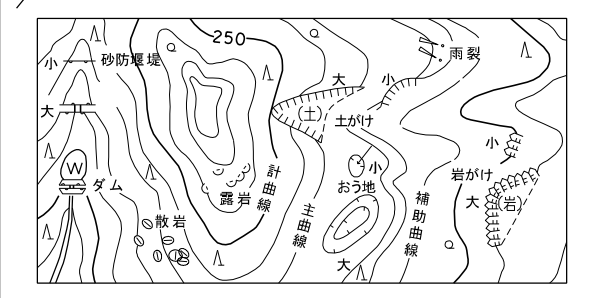 250
小
砂防堰堤
大
W
ダム
散岩
露岩
計曲線
主曲線
大
(土)
小
土がけ
雨裂
小
おう地
大
補助曲線
小
岩がけ
大
(岩)